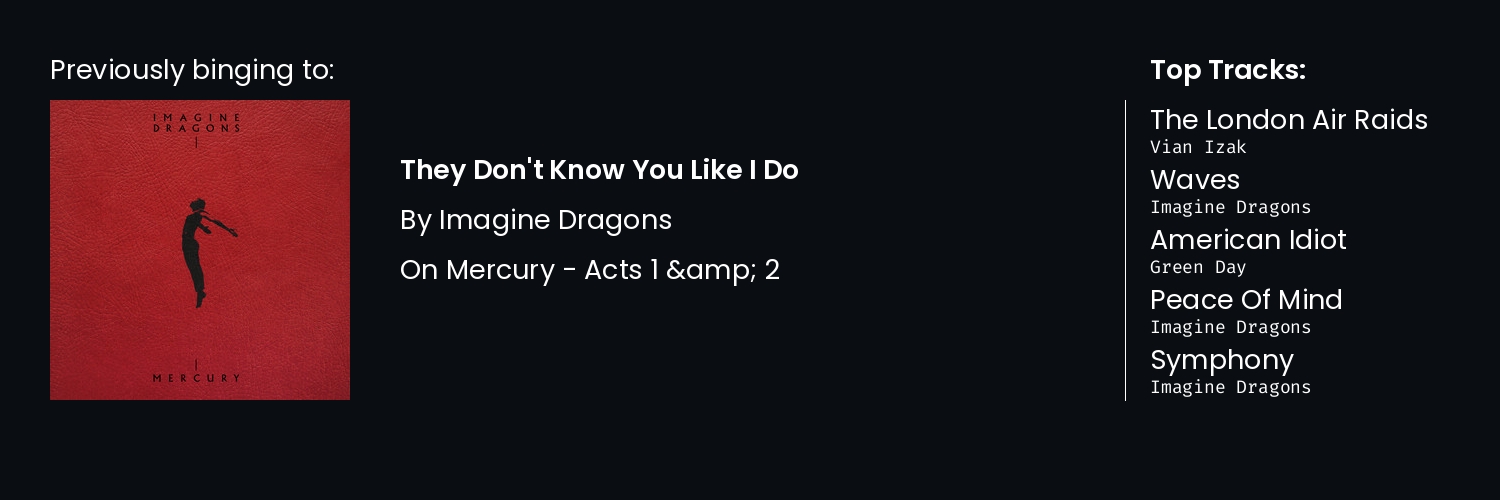 Previously binging to:
IMAGINE
DRAGONS
MERCURY
They Don't Know You Like I Do
By Imagine Dragons
On Mercury - Acts 1 &amp; 2
Top Tracks:
The London Air Raids
Vian Izak
Waves
Imagine Dragons
American Idiot
Green Day
Peace Of Mind
Imagine Dragons
Symphony
Imagine Dragons